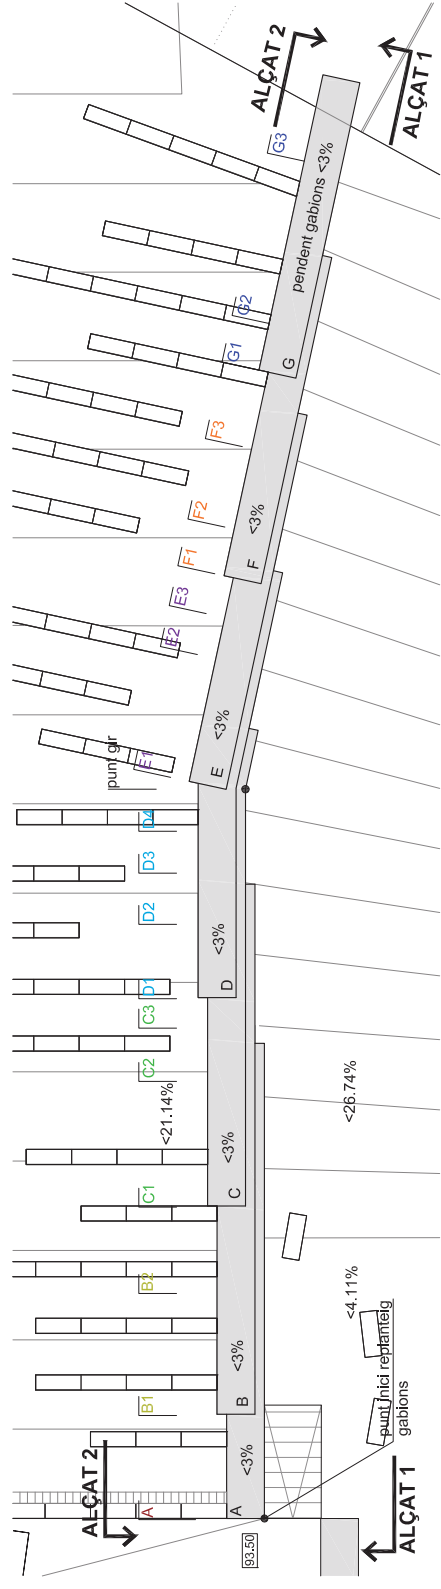 ALÇAT 2
ALÇAT 1
G3
pendent gabions <3%
G2
G1
G
F3
F2
<3%
F
F1
E3
E2
<3%
E
punt gir
E1
D4
D3
D2
<3%
D
D1
C3
C2
<21.14%
<26.74%
<3%
C
C1
B2
<4.11%
<3%
B
B1
punt inici replanteig
gabions
<3%
A
A
ALÇAT 2
93.50
ALÇAT 1